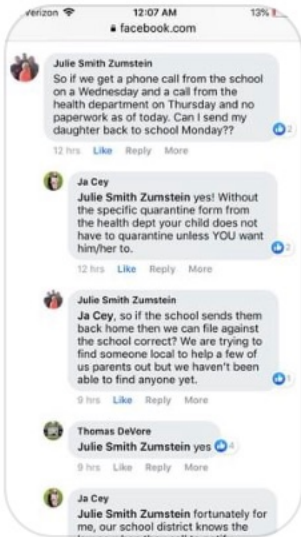 Verizon 12:07 AM 13%
facebook.com
Julie Smith Zumstein
So if we get a phone call from the school
on a Wednesday and a call from the
health department on Thursday and no
paperwork as of today. Can I send my
daughter back to school Monday??
2
12 hrs Like Reply More
Ja Cey
Julie Smith Zumstein yes! Without
the specific quarantine form from
the health dept your child does not
have to quarantine unless YOU want
him/her to.
2
12 hrs Like Reply More
Julie Smith Zumstein
Ja Cey, so if the school sends them
back home then we can file against
the school correct? We are trying to
find someone local to help a few of
us parents out but we haven't been
able to find anyone yet.
1
9 hrs Like Reply More
Thomas DeVore
Julie Smith Zumstein yes 4
9 hrs Like Reply More
Ja Cey
Julie Smith Zumstein fortunately for
me, our school district knows the